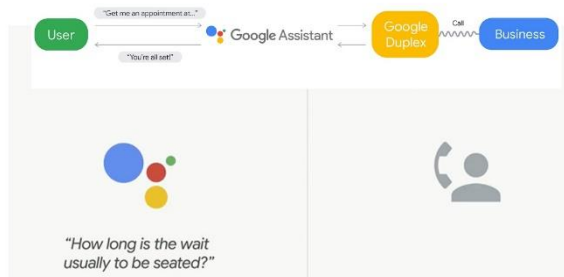 "Get me an appointment at..."
User
Google Assistant
Google
Duplex
Call
Business
"You're all set!"
"How long is the wait
usually to be seated?"